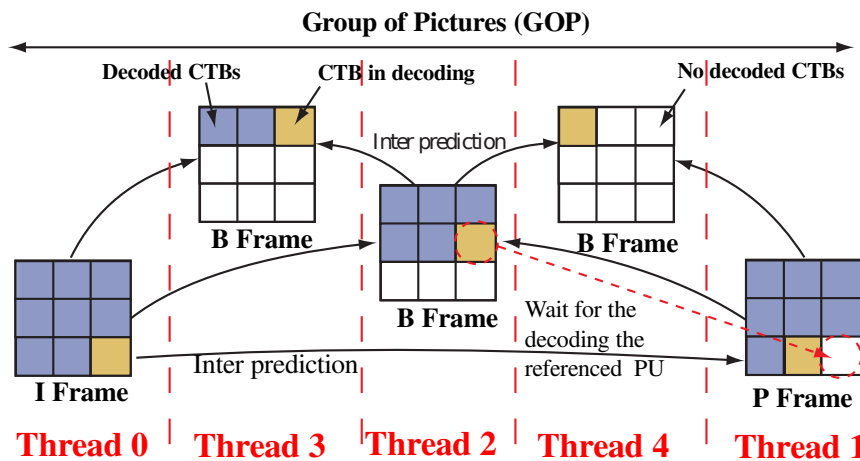 Group of Pictures (GOP)
Decoded CTBs
CTB in decoding
No decoded CTBs
Inter prediction
B Frame
B Frame
B Frame
Wait for the
decoding the
referenced PU
Inter prediction
I Frame
P Frame
Thread 0
Thread 3
Thread 2
Thread 4
Thread 1